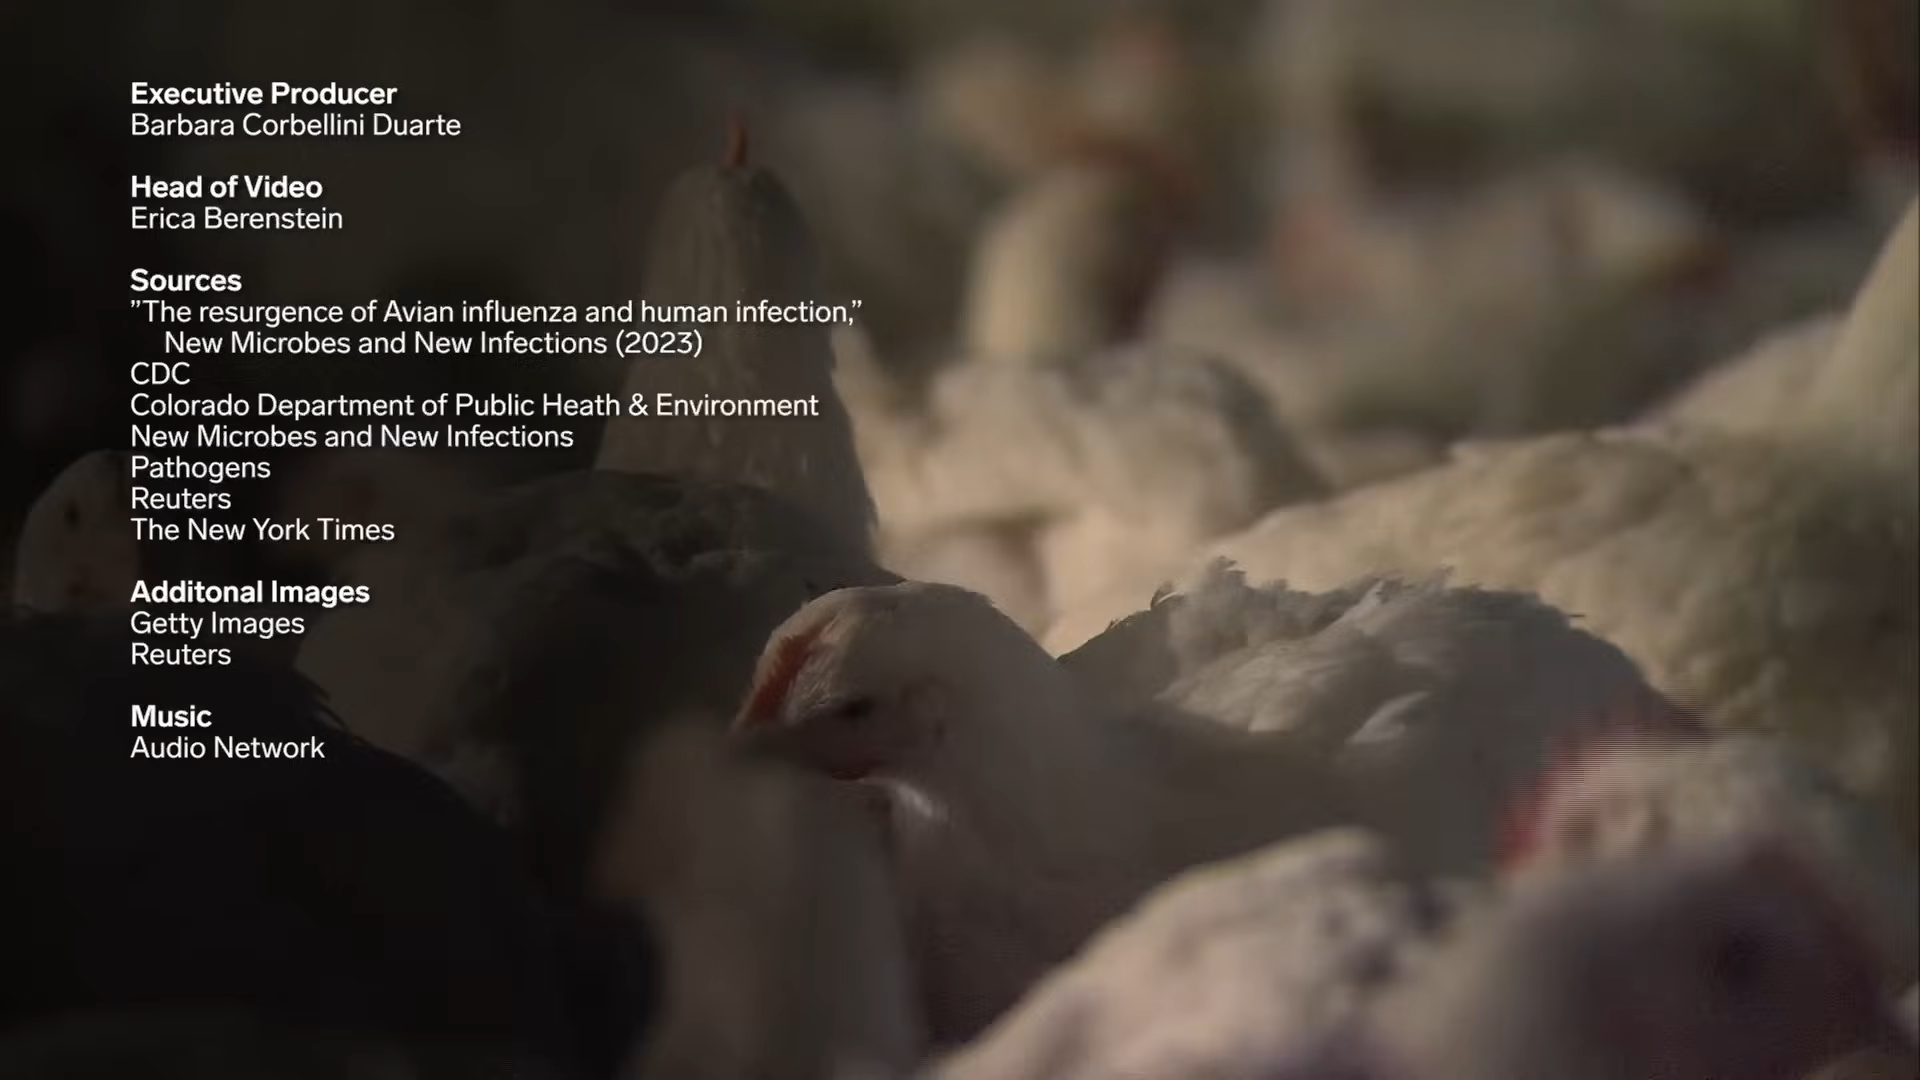 Executive Producer
Barbara Corbellini Duarte
Head of Video
Erica Berenstein
Sources
”The resurgence of Avian influenza and human infection,”
New Microbes and New Infections (2023)
CDC
Colorado Department of Public Heath & Environment
New Microbes and New Infections
Pathogens
Reuters
The New York Times
Additonal Images
Getty Images
Reuters
Music
Audio Network